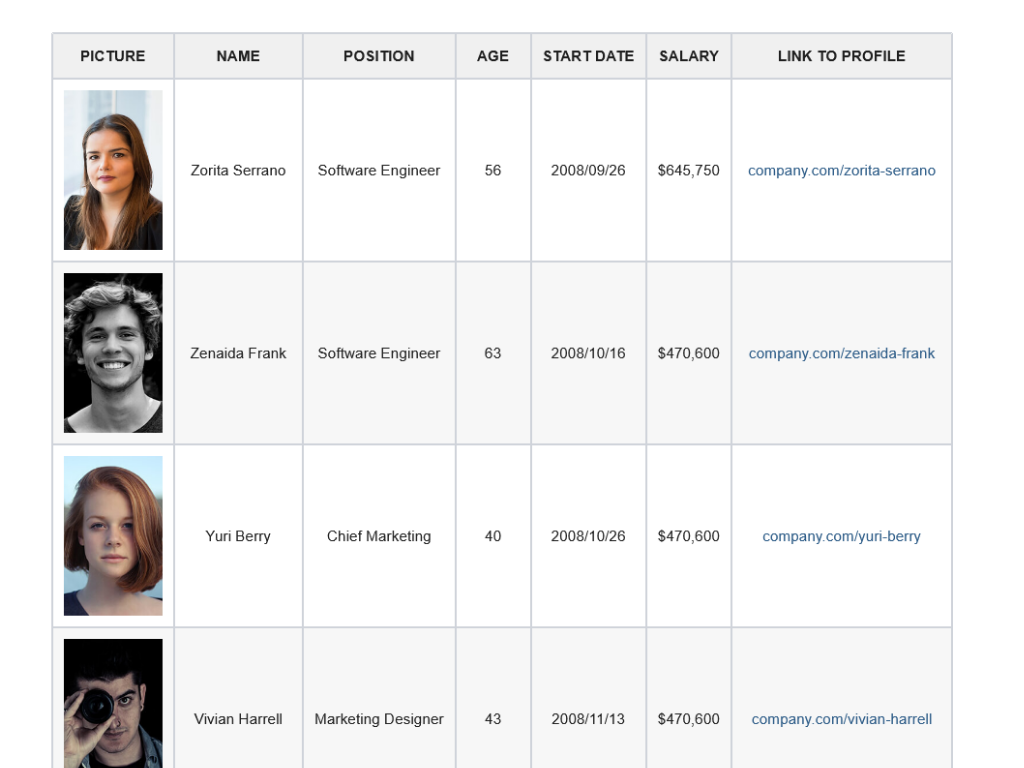 PICTURE NAME POSITION AGE START DATE SALARY LINK TO PROFILE
Zorita Serrano Software Engineer 56 2008/09/26 $645,750 company.com/zorita-serrano
Zenaida Frank Software Engineer 63 2008/10/16 $470,600 company.com/zenaida-frank
Yuri Berry Chief Marketing 40 2008/10/26 $470,600 company.com/yuri-berry
Vivian Harrell Marketing Designer 43 2008/11/13 $470,600 company.com/vivian-harrell